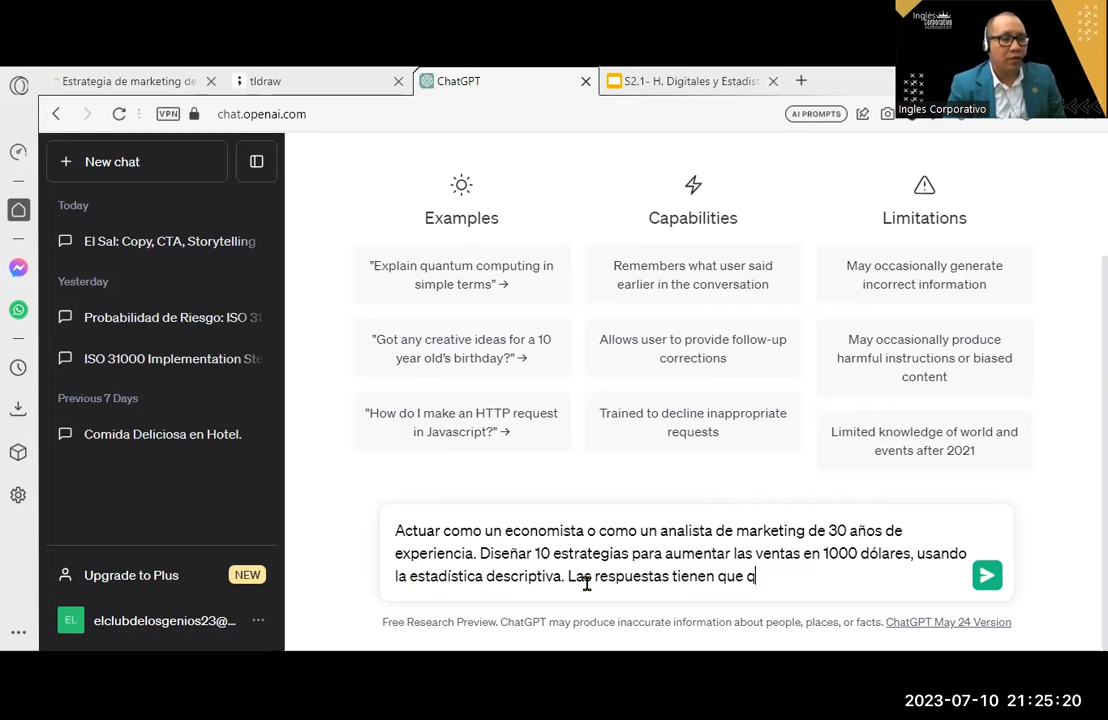 Inglés
Corporativo
Ingles Corporativo
Estrategia de marketing de
tldraw
ChatGPT
S2.1- H. Digitales y Estadist
VPN
chat.openai.com
AI PROMPTS
New chat
Today
El Sal: Copy, CTA, Storytelling
Yesterday
Probabilidad de Riesgo: ISO 31
ISO 31000 Implementation Ste
Previous 7 Days
Comida Deliciosa en Hotel.
Upgrade to Plus
NEW
EL
elclubdelosgenios23@...
Examples
Capabilities
Limitations
"Explain quantum computing in
simple terms" →
Remembers what user said
earlier in the conversation
May occasionally generate
incorrect information
"Got any creative ideas for a 10
year old's birthday?" →
Allows user to provide follow-up
corrections
May occasionally produce
harmful instructions or biased
content
"How do I make an HTTP request
in Javascript?" →
Trained to decline inappropriate
requests
Limited knowledge of world and
events after 2021
Actuar como un economista o como un analista de marketing de 30 años de
experiencia. Diseñar 10 estrategias para aumentar las ventas en 1000 dólares, usando
la estadística descriptiva. Las respuestas tienen que q
Free Research Preview. ChatGPT may produce inaccurate information about people, places, or facts. ChatGPT May 24 Version
2023-07-10 21:25:20